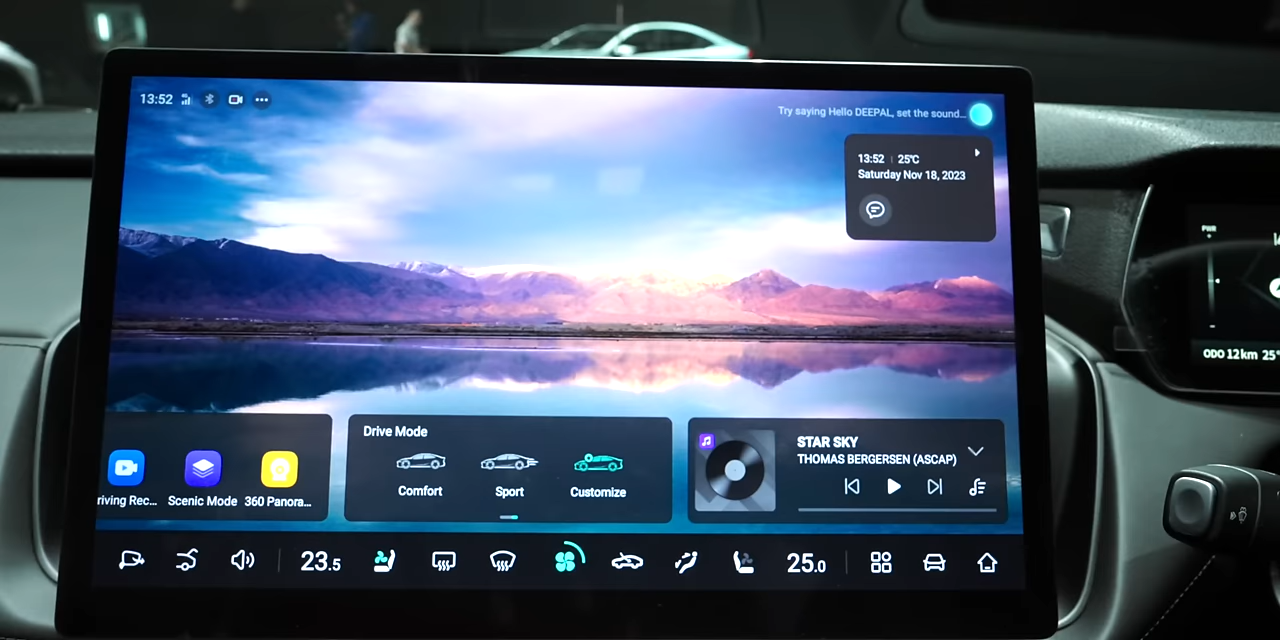 13:52
Try saying Hello DEEPAL, set the sound...
13:52 25℃
Saturday Nov 18, 2023
PWR
ODO 12km 25°
Drive Mode
Comfort
Sport
Customize
riving Rec...
Scenic Mode
360 Panora...
STAR SKY
THOMAS BERGERSEN (ASCAP)
23.5
25.0